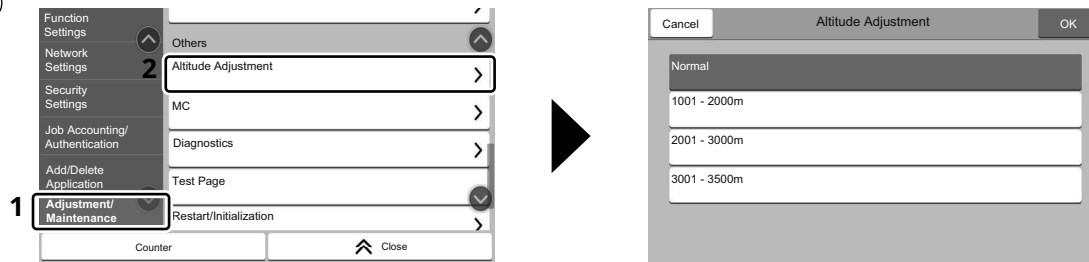 )
Function
Settings
Network
Settings
Security
Settings
Job Accounting/
Authentication
Add/Delete
Application
1
Adjustment/
Maintenance
Others
2
Altitude Adjustment
MC
Diagnostics
Test Page
Restart/Initialization
Counter
Close
Cancel
Altitude Adjustment
OK
Normal
1001 - 2000m
2001 - 3000m
3001 - 3500m